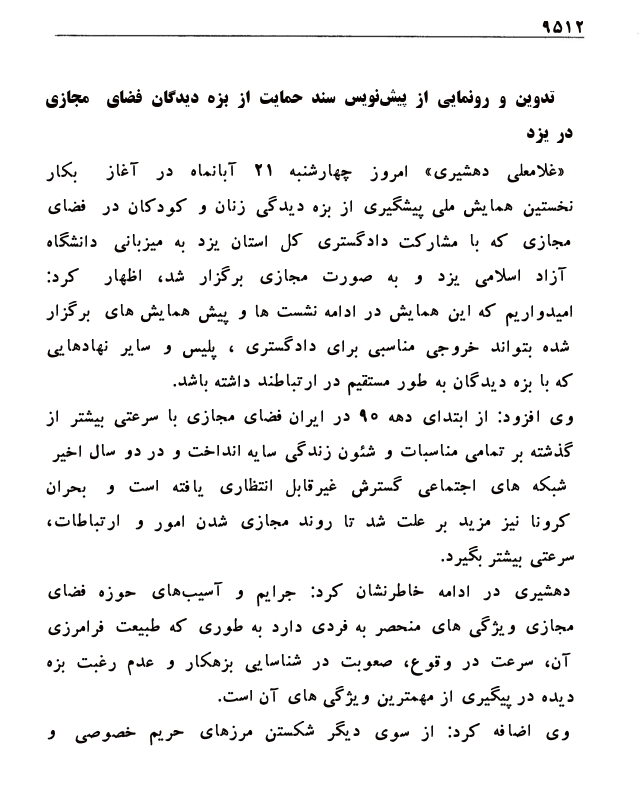 ۹۵۱۲
تدوین و رونمایی از پیش‌نویس سند حمایت از بزه دیدگان فضای مجازی
در یزد
«غلامعلی دهشیری» امروز چهارشنبه ۲۱ آبانماه در آغاز بکار
نخستین همایش ملی پیشگیری از بزه دیدگی زنان و کودکان در فضای
مجازی که با مشارکت دادگستری کل استان یزد به میزبانی دانشگاه
آزاد اسلامی یزد و به صورت مجازی برگزار شد، اظهار کرد:
امیدواریم که این همایش در ادامه نشست ها و پیش همایش های برگزار
شده بتواند خروجی مناسبی برای دادگستری ، پلیس و سایر نهادهایی
که با بزه دیدگان به طور مستقیم در ارتباطند داشته باشد.
وی افزود: از ابتدای دهه ۹۰ در ایران فضای مجازی با سرعتی بیشتر از
گذشته بر تمامی مناسبات و شئون زندگی سایه انداخت و در دو سال اخیر
شبکه های اجتماعی گسترش غیرقابل انتظاری یافته است و بحران
کرونا نیز مزید بر علت شد تا روند مجازی شدن امور و ارتباطات،
سرعتی بیشتر بگیرد.
دهشیری در ادامه خاطرنشان کرد: جرایم و آسیب‌های حوزه فضای
مجازی ویژگی های منحصر به فردی دارد به طوری که طبیعت فرامرزی
آن، سرعت در وقوع، صعوبت در شناسایی بزهکار و عدم رغبت بزه
دیده در پیگیری از مهمترین ویژگی های آن است.
وی اضافه کرد: از سوی دیگر شکستن مرزهای حریم خصوصی و